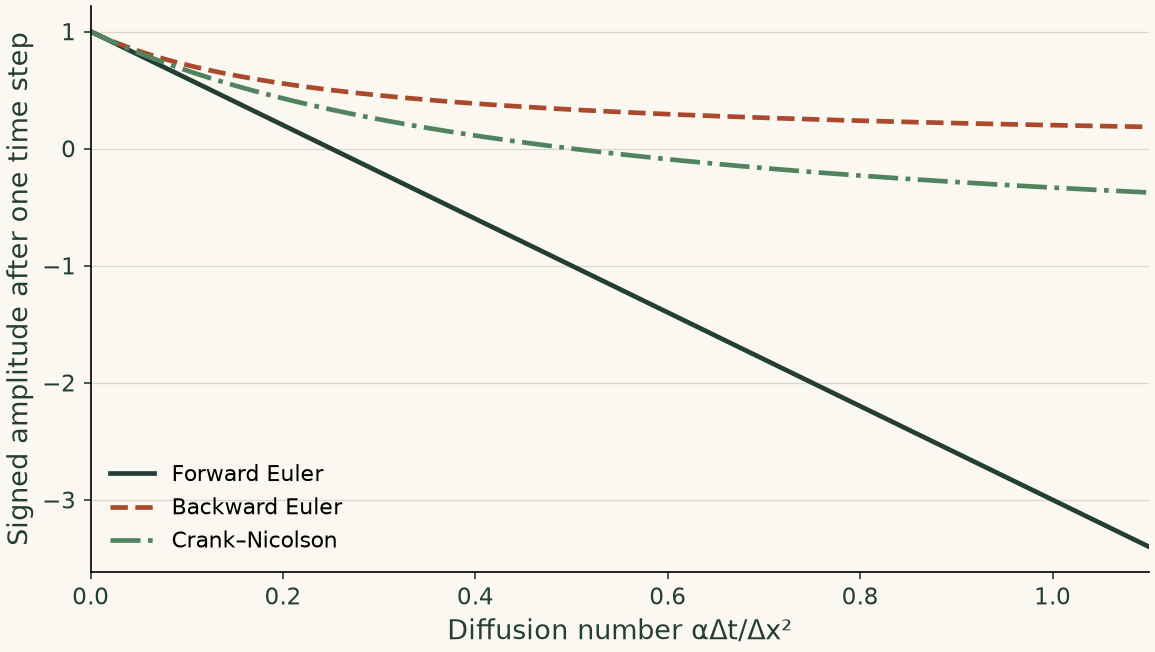 Signed amplitude after one time step
1
0
−1
−2
−3
Forward Euler
Backward Euler
Crank–Nicolson
0.0 0.2 0.4 0.6 0.8 1.0
Diffusion number αΔt/Δx²